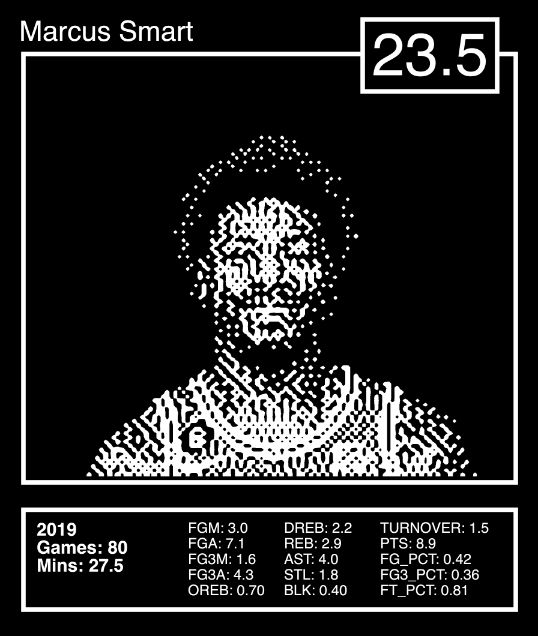 Marcus Smart
23.5
2019
Games: 80
Mins: 27.5
FGM: 3.0
FGA: 7.1
FG3M: 1.6
FG3A: 4.3
OREB: 0.70
DREB: 2.2
REB: 2.9
AST: 4.0
STL: 1.8
BLK: 0.40
TURNOVER: 1.5
PTS: 8.9
FG_PCT: 0.42
FG3_PCT: 0.36
FT_PCT: 0.81